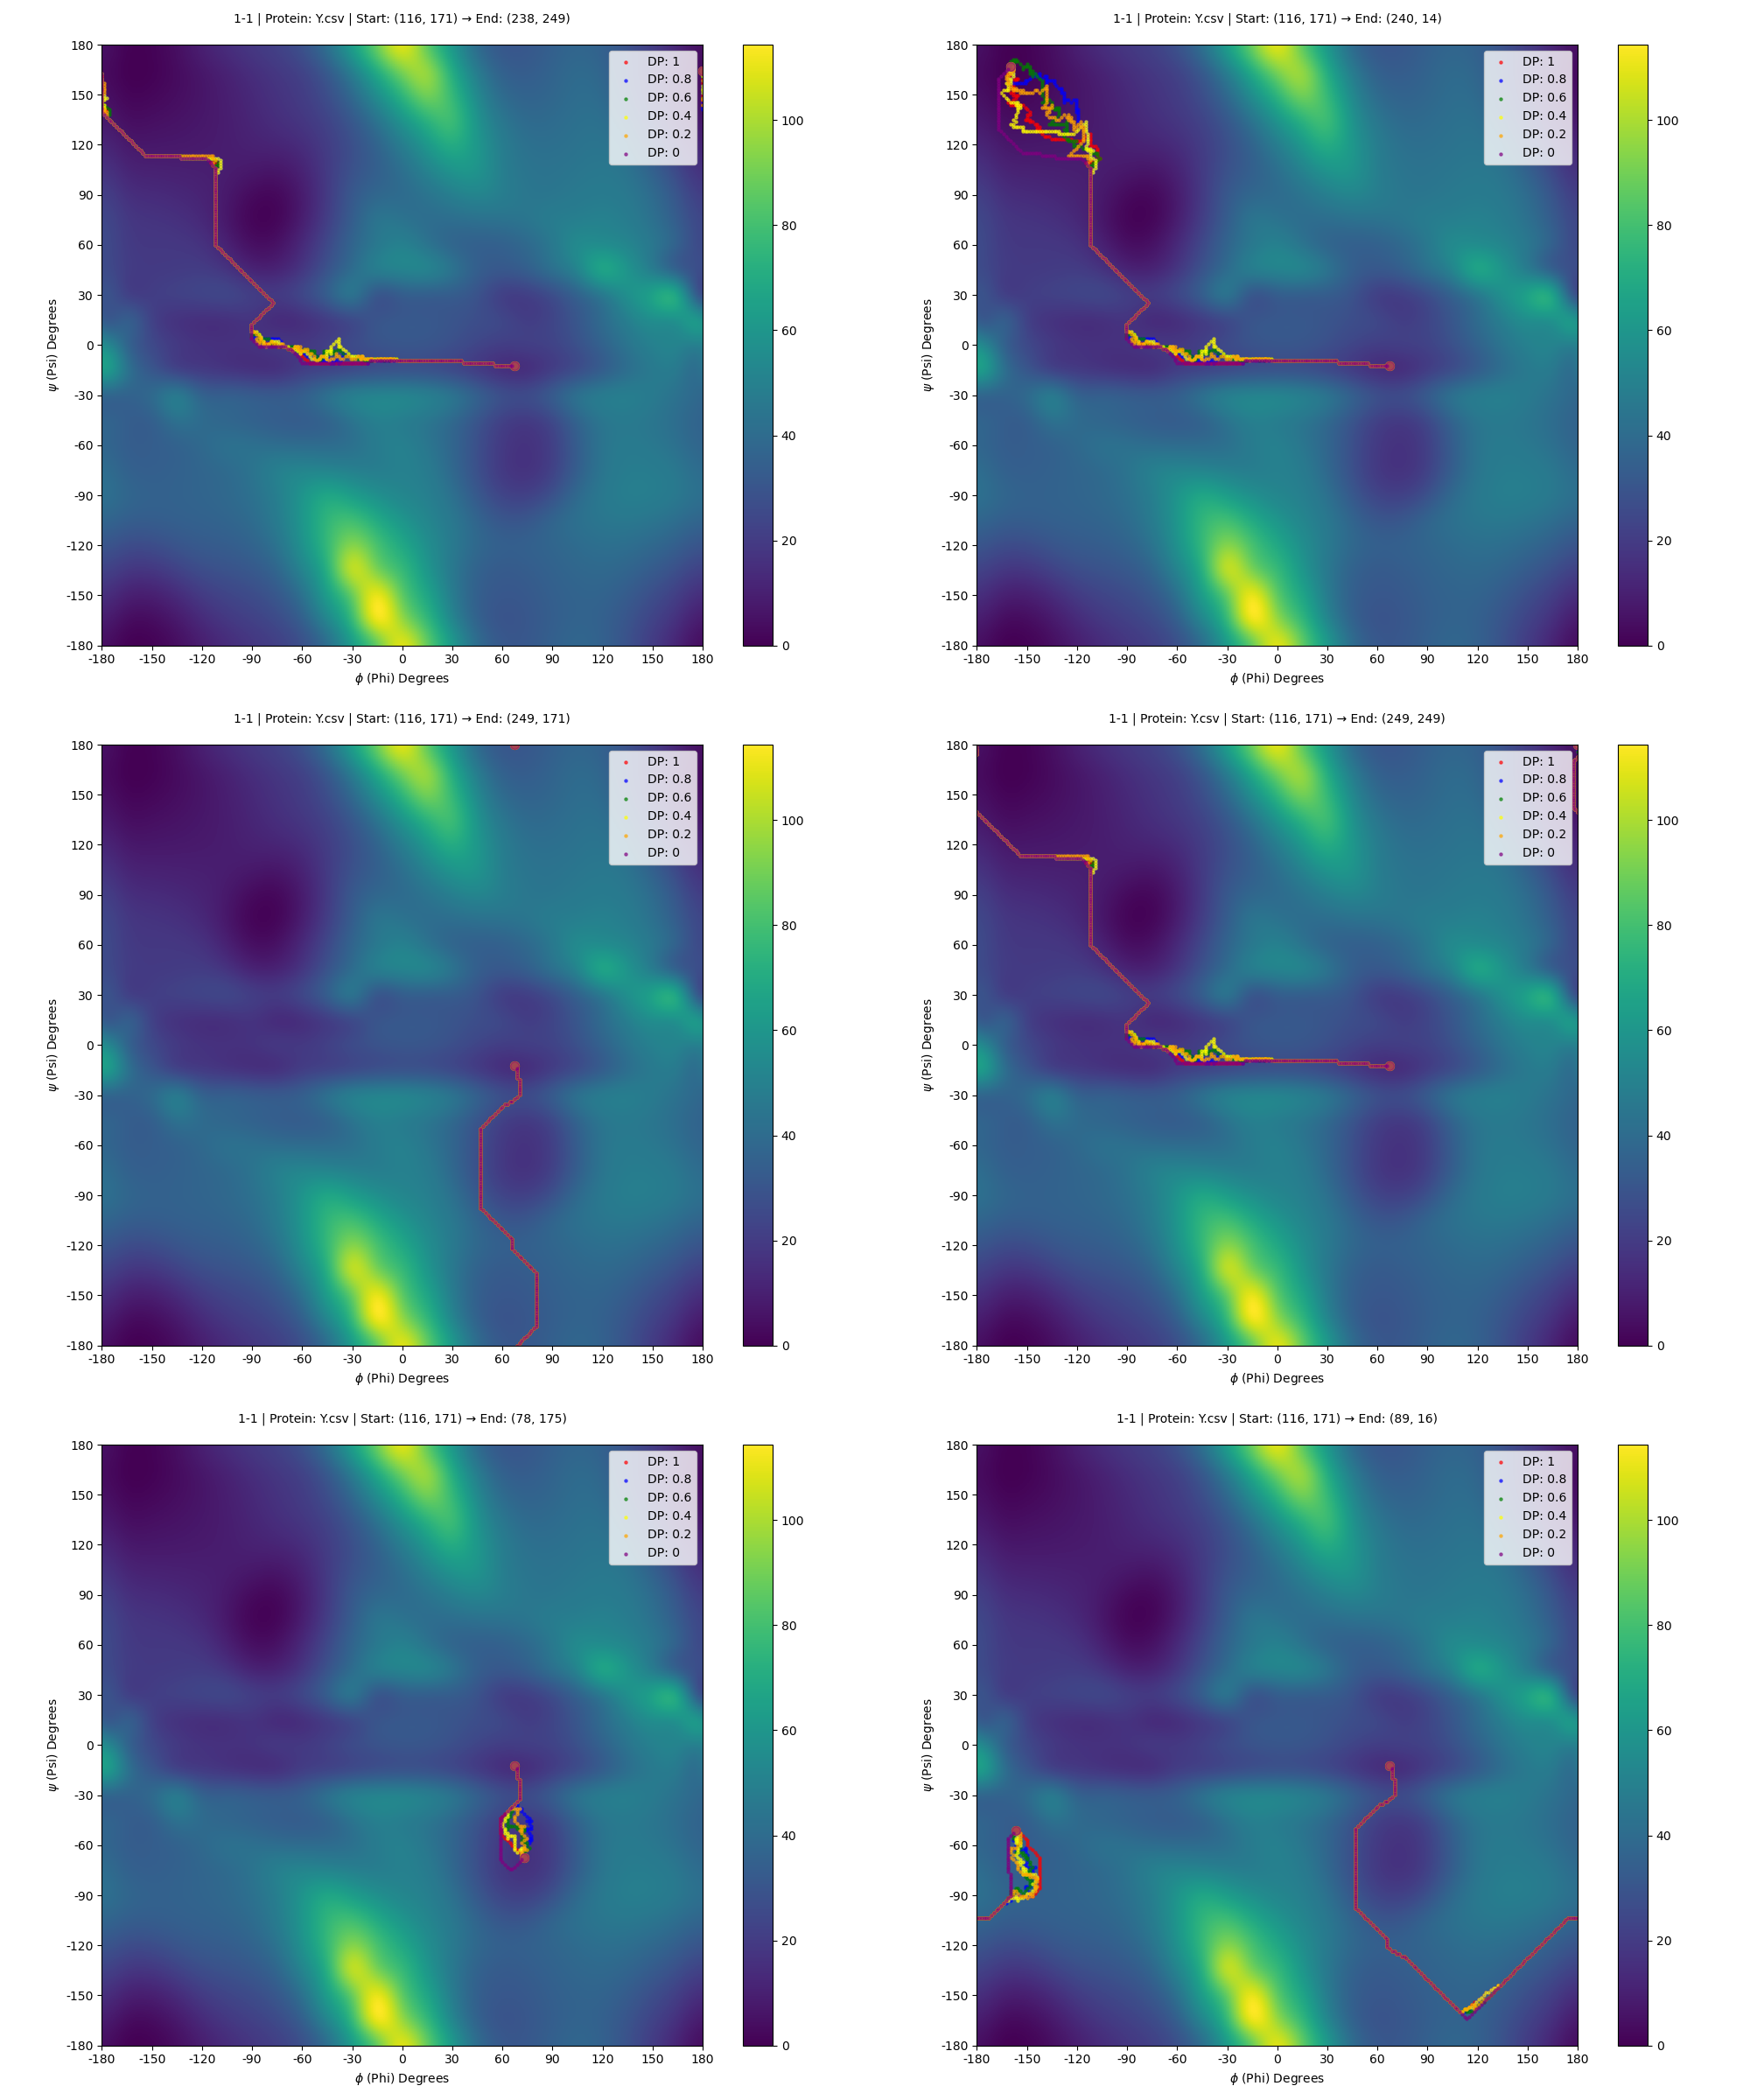 1-1 | Protein: Y.csv | Start: (116, 171) → End: (238, 249)
DP: 1
DP: 0.8
DP: 0.6
DP: 0.4
DP: 0.2
DP: 0
180
150
120
90
60
30
0
-30
-60
-90
-120
-150
-180
ψ (Psi) Degrees
-180 -150 -120 -90 -60 -30 0 30 60 90 120 150 180
ϕ (Phi) Degrees
100
80
60
40
20
0
1-1 | Protein: Y.csv | Start: (116, 171) → End: (240, 14)
DP: 1
DP: 0.8
DP: 0.6
DP: 0.4
DP: 0.2
DP: 0
180
150
120
90
60
30
0
-30
-60
-90
-120
-150
-180
ψ (Psi) Degrees
-180 -150 -120 -90 -60 -30 0 30 60 90 120 150 180
ϕ (Phi) Degrees
100
80
60
40
20
0
1-1 | Protein: Y.csv | Start: (116, 171) → End: (249, 171)
DP: 1
DP: 0.8
DP: 0.6
DP: 0.4
DP: 0.2
DP: 0
180
150
120
90
60
30
0
-30
-60
-90
-120
-150
-180
ψ (Psi) Degrees
-180 -150 -120 -90 -60 -30 0 30 60 90 120 150 180
ϕ (Phi) Degrees
100
80
60
40
20
0
1-1 | Protein: Y.csv | Start: (116, 171) → End: (249, 249)
DP: 1
DP: 0.8
DP: 0.6
DP: 0.4
DP: 0.2
DP: 0
180
150
120
90
60
30
0
-30
-60
-90
-120
-150
-180
ψ (Psi) Degrees
-180 -150 -120 -90 -60 -30 0 30 60 90 120 150 180
ϕ (Phi) Degrees
100
80
60
40
20
0
1-1 | Protein: Y.csv | Start: (116, 171) → End: (78, 175)
DP: 1
DP: 0.8
DP: 0.6
DP: 0.4
DP: 0.2
DP: 0
180
150
120
90
60
30
0
-30
-60
-90
-120
-150
-180
ψ (Psi) Degrees
-180 -150 -120 -90 -60 -30 0 30 60 90 120 150 180
ϕ (Phi) Degrees
100
80
60
40
20
0
1-1 | Protein: Y.csv | Start: (116, 171) → End: (89, 16)
DP: 1
DP: 0.8
DP: 0.6
DP: 0.4
DP: 0.2
DP: 0
180
150
120
90
60
30
0
-30
-60
-90
-120
-150
-180
ψ (Psi) Degrees
-180 -150 -120 -90 -60 -30 0 30 60 90 120 150 180
ϕ (Phi) Degrees
100
80
60
40
20
0